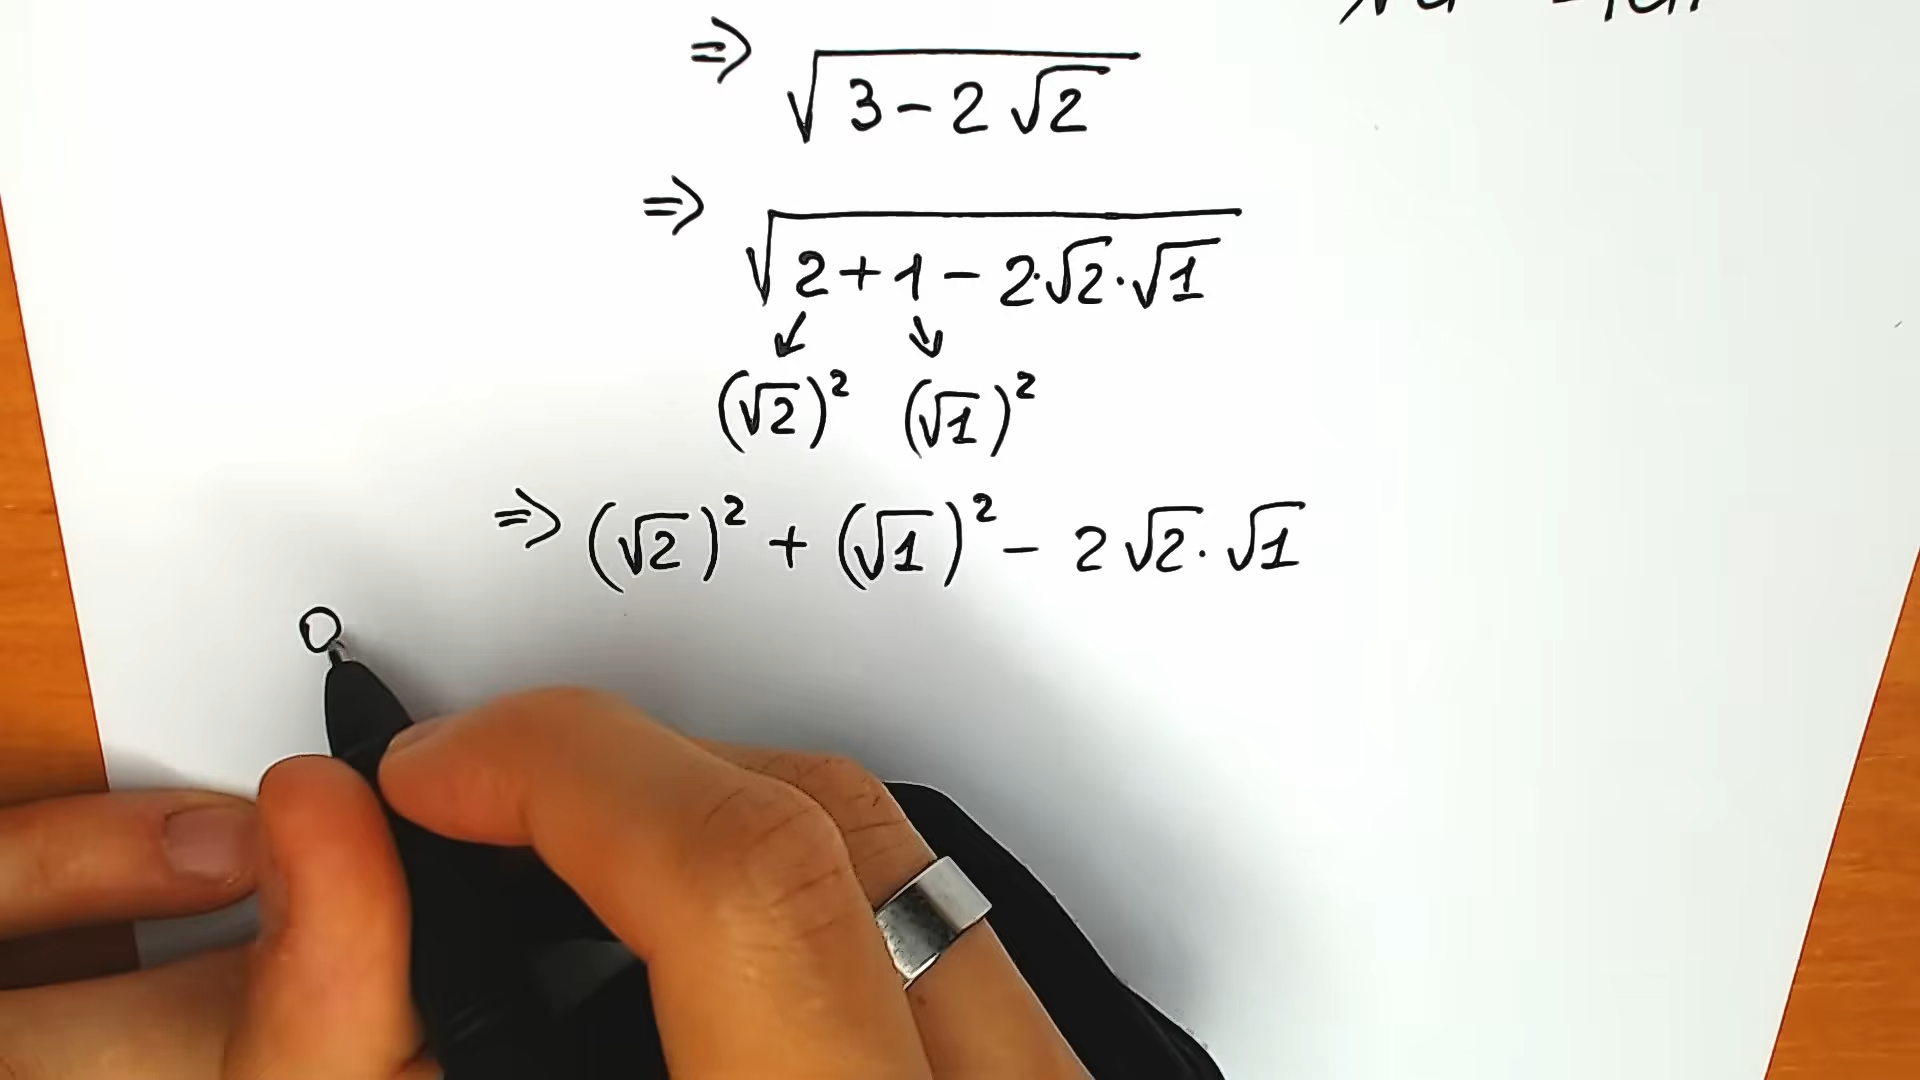 => √(3 - 2√2)
=> √(2 + 1 - 2·√2·√1)
↙ ↘
(√2)² (√1)²
=> (√2)² + (√1)² - 2√2·√1